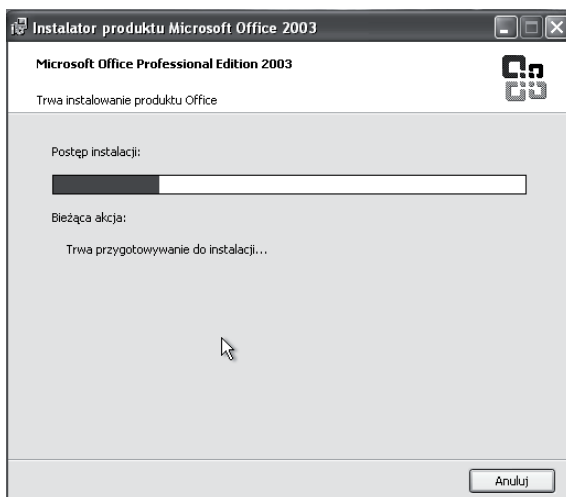 Instalator produktu Microsoft Office 2003
Microsoft Office Professional Edition 2003
Trwa instalowanie produktu Office
Postęp instalacji:
Bieżąca akcja:
Trwa przygotowywanie do instalacji...
Anuluj